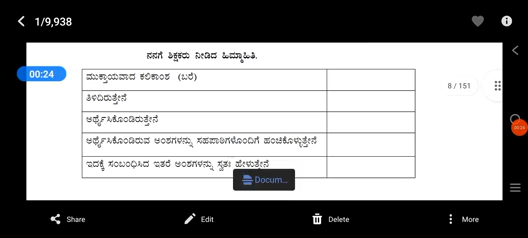 1/9,938
ನನಗೆ ಶಿಕ್ಷಕರು ನೀಡಿದ ಹಿಮ್ಮಾಹಿತಿ.
00:24
ಮುಕ್ತಾಯವಾದ ಕಲಿಕಾಂಶ (ಬರೆ)
8 / 151
ತಿಳಿದಿರುತ್ತೇನೆ
ಅರ್ಥೈಸಿಕೊಂಡಿರುತ್ತೇನೆ
ಅರ್ಥೈಸಿಕೊಂಡಿರುವ ಅಂಶಗಳನ್ನು ಸಹಪಾಠಿಗಳೊಂದಿಗೆ ಹಂಚಿಕೊಳ್ಳುತ್ತೇನೆ
ಇದಕ್ಕೆ ಸಂಬಂಧಿಸಿದ ಇತರೆ ಅಂಶಗಳನ್ನು ಸ್ವತಃ ಹೇಳುತ್ತೇನೆ
Docum...
Share Edit Delete More